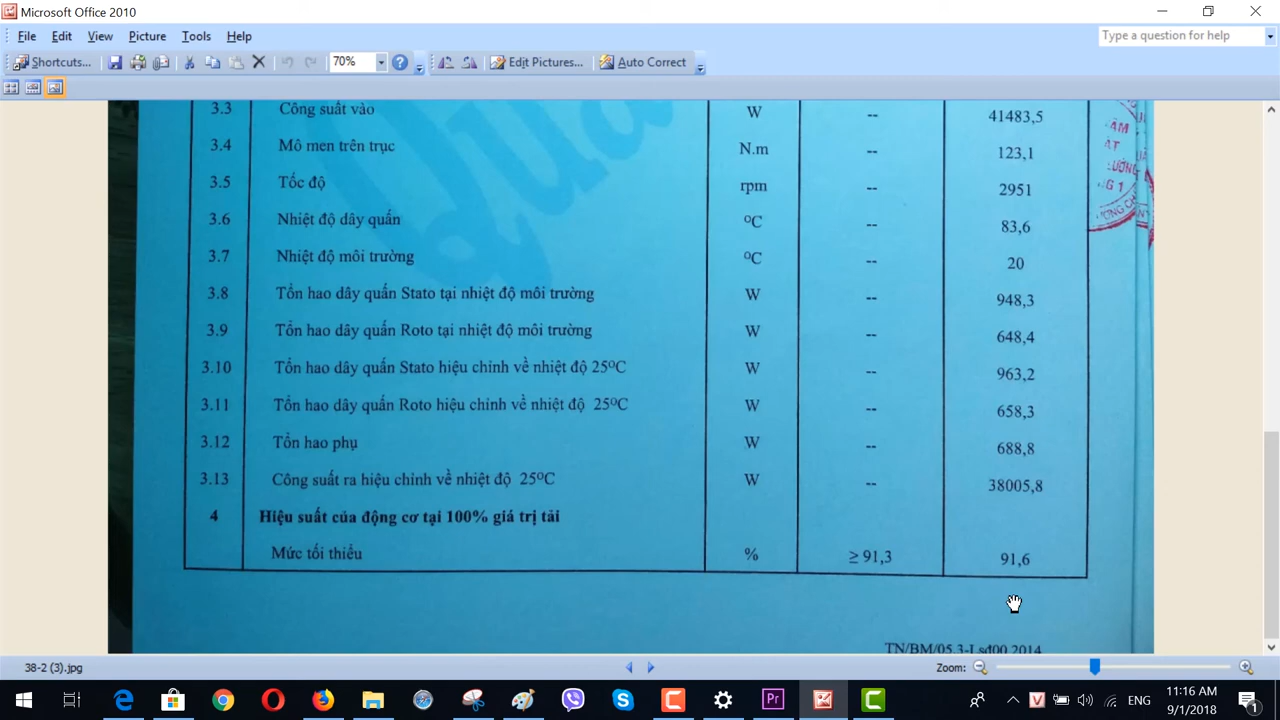 Microsoft Office 2010
File Edit View Picture Tools Help
Type a question for help
Shortcuts... 70% Edit Pictures... Auto Correct
3.3 Công suất vào W -- 41483,5
3.4 Mô men trên trục N.m -- 123,1
3.5 Tốc độ rpm -- 2951
3.6 Nhiệt độ dây quấn ºC -- 83,6
3.7 Nhiệt độ môi trường ºC -- 20
3.8 Tổn hao dây quấn Stato tại nhiệt độ môi trường W -- 948,3
3.9 Tổn hao dây quấn Roto tại nhiệt độ môi trường W -- 648,4
3.10 Tổn hao dây quấn Stato hiệu chỉnh về nhiệt độ 25ºC W -- 963,2
3.11 Tổn hao dây quấn Roto hiệu chỉnh về nhiệt độ 25ºC W -- 658,3
3.12 Tổn hao phụ W -- 688,8
3.13 Công suất ra hiệu chỉnh về nhiệt độ 25ºC W -- 38005,8
4 Hiệu suất của động cơ tại 100% giá trị tải
Mức tối thiểu % ≥ 91,3 91,6
TN/BM/05.3-Lsđ00.2014
38-2 (3).jpg
Zoom:
ENG
11:16 AM
9/1/2018